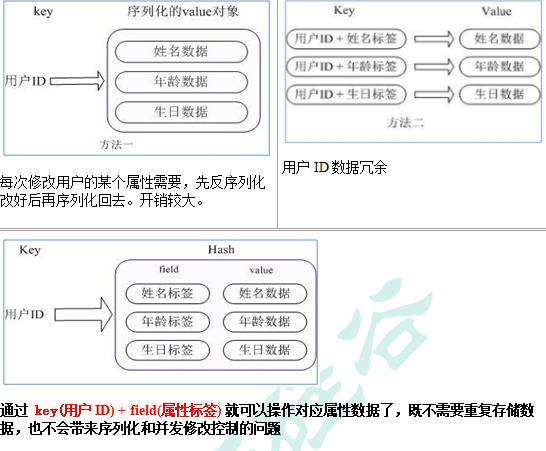 key 序列化的value对象
用户ID
姓名数据
年龄数据
生日数据
方法一
每次修改用户的某个属性需要，先反序列化
改好后再序列化回去。开销较大。
Key Value
用户ID + 姓名标签 姓名数据
用户ID + 年龄标签 年龄数据
用户ID + 生日标签 生日数据
方法二
用户 ID 数据冗余
Key Hash
field value
用户ID
姓名标签 姓名数据
年龄标签 年龄数据
生日标签 生日数据
通过 key(用户 ID) + field(属性标签) 就可以操作对应属性数据了，既不需要重复存储数
据，也不会带来序列化和并发修改控制的问题